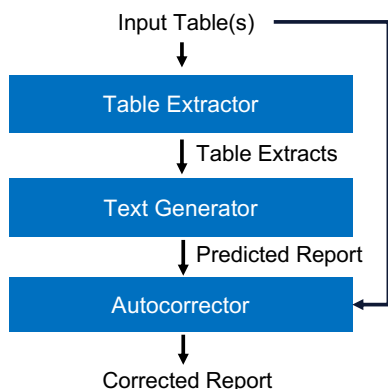 Input Table(s)
Table Extractor
Table Extracts
Text Generator
Predicted Report
Autocorrector
Corrected Report